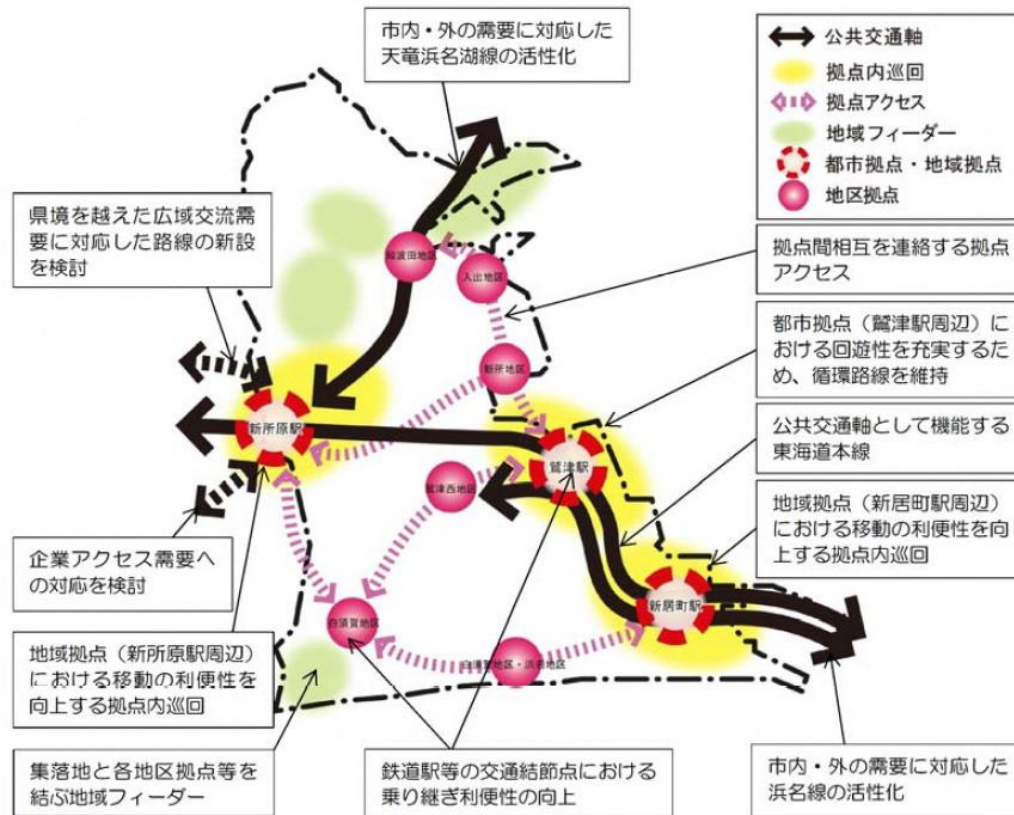 市内・外の需要に対応した
天竜浜名湖線の活性化
公共交通軸
拠点内巡回
拠点アクセス
地域フィーダー
都市拠点・地域拠点
地区拠点
県境を越えた広域交流需
要に対応した路線の新設
を検討
知波田地区
入出地区
拠点間相互を連絡する拠点
アクセス
新所地区
都市拠点（鷲津駅周辺）に
おける回遊性を充実するた
め、循環路線を維持
新所原駅
鷲津駅
鷲津西地区
公共交通軸として機能する
東海道本線
地域拠点（新居町駅周辺）
における移動の利便性を向
上する拠点内巡回
企業アクセス需要へ
の対応を検討
新居町駅
白須賀地区
白須賀地区・浜名地区
地域拠点（新所原駅周辺）
における移動の利便性を
向上する拠点内巡回
集落地と各地区拠点等を
結ぶ地域フィーダー
鉄道駅等の交通結節点における
乗り継ぎ利便性の向上
市内・外の需要に対応した
浜名線の活性化